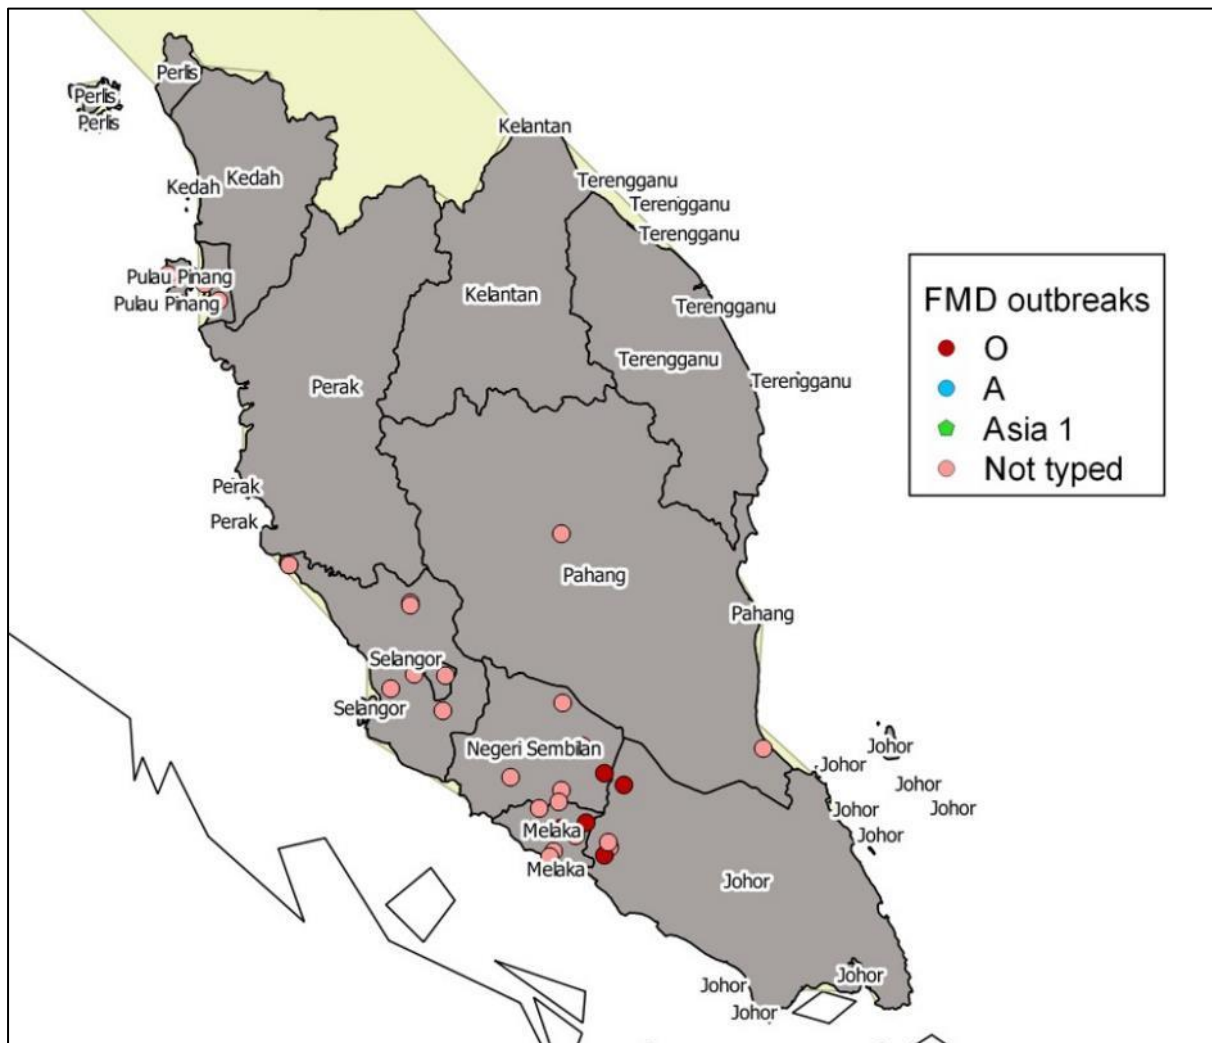 Perlis
Perlis
Perlis
Kelantan
Kedah
Kedah
Terengganu
Terengganu
Terengganu
Pulau Pinang
Pulau Pinang
Kelantan
Terengganu
Terengganu
Terengganu
Perak
Perak
Perak
Pahang
Pahang
Selangor
Selangor
Negeri Sembilan
Johor
Johor
Johor
Johor
Johor
Johor
Melaka
Melaka
Johor
Johor
Johor
Johor
FMD outbreaks
O
A
Asia 1
Not typed